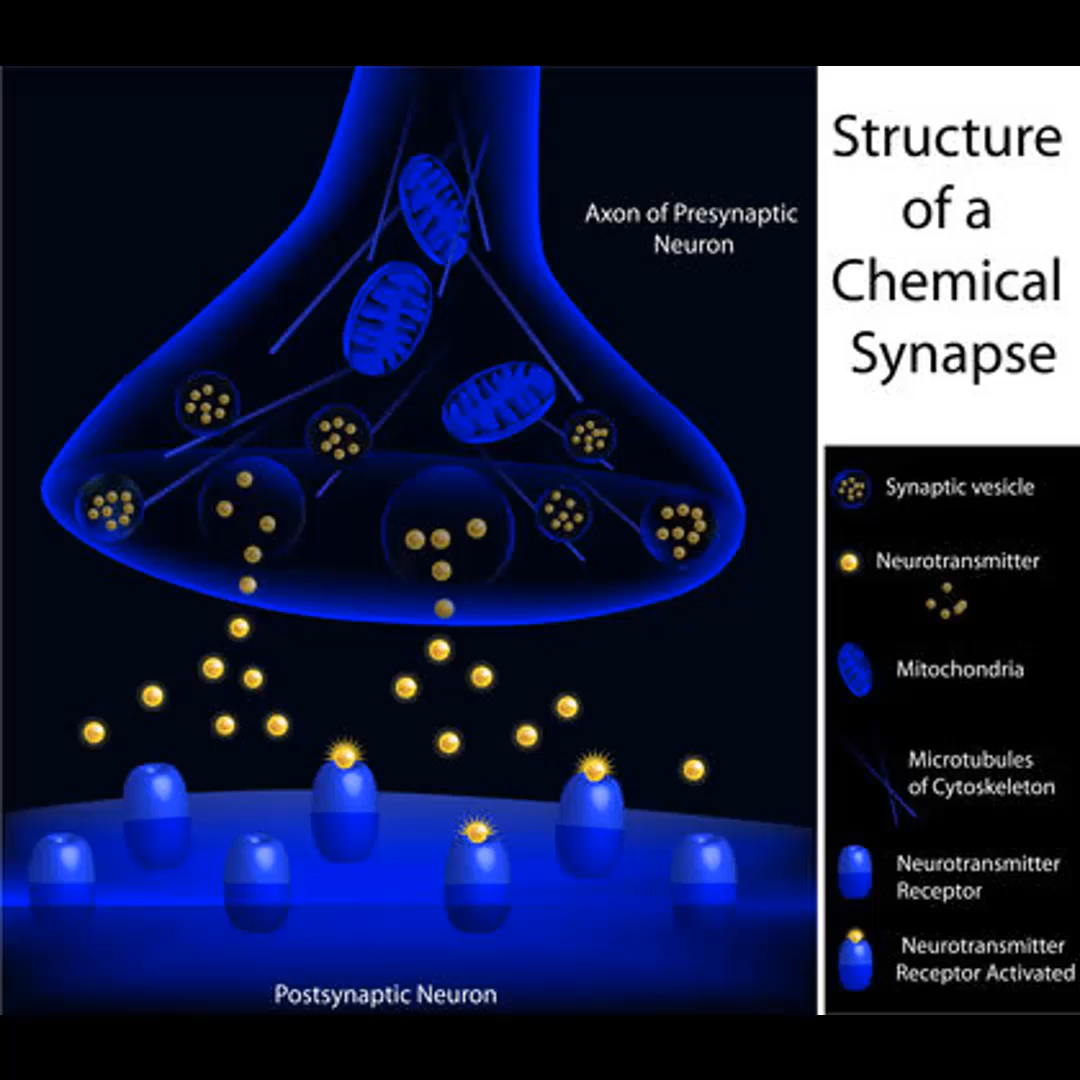 Structure
of a
Chemical
Synapse
Axon of Presynaptic
Neuron
Synaptic vesicle
Neurotransmitter
Mitochondria
Microtubules
of Cytoskeleton
Neurotransmitter
Receptor
Neurotransmitter
Receptor Activated
Postsynaptic Neuron